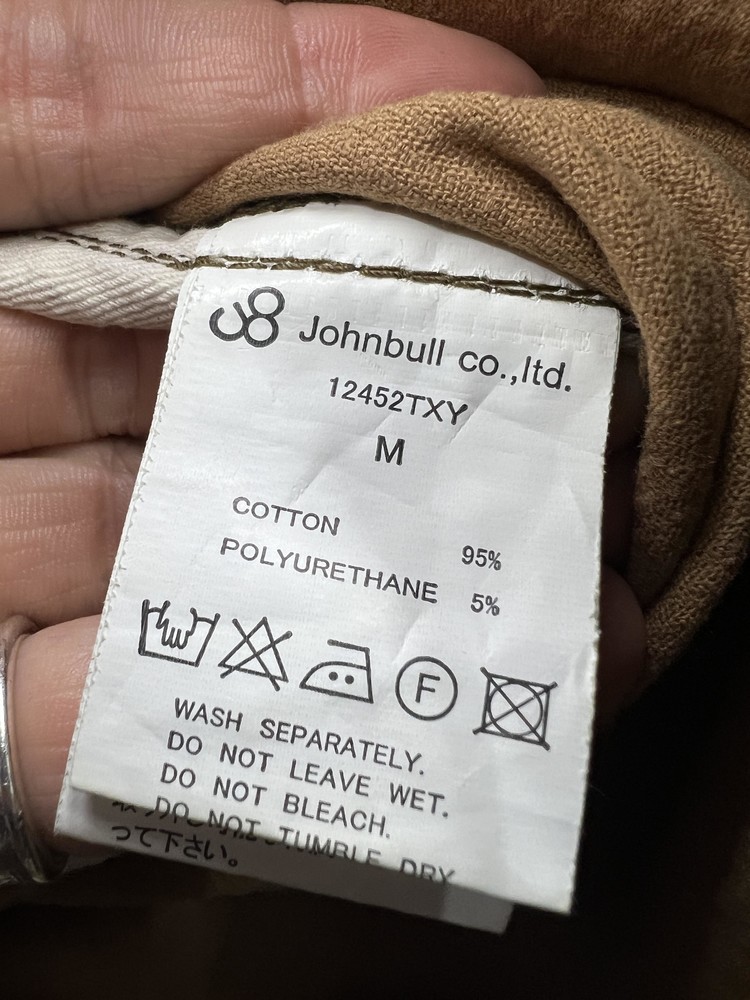 Johnbull co.,ltd.
12452TXY
M
COTTON 95%
POLYURETHANE 5%
F
WASH SEPARATELY.
DO NOT LEAVE WET.
DO NOT BLEACH.
DO NOT TUMBLE DRY
って下さい。